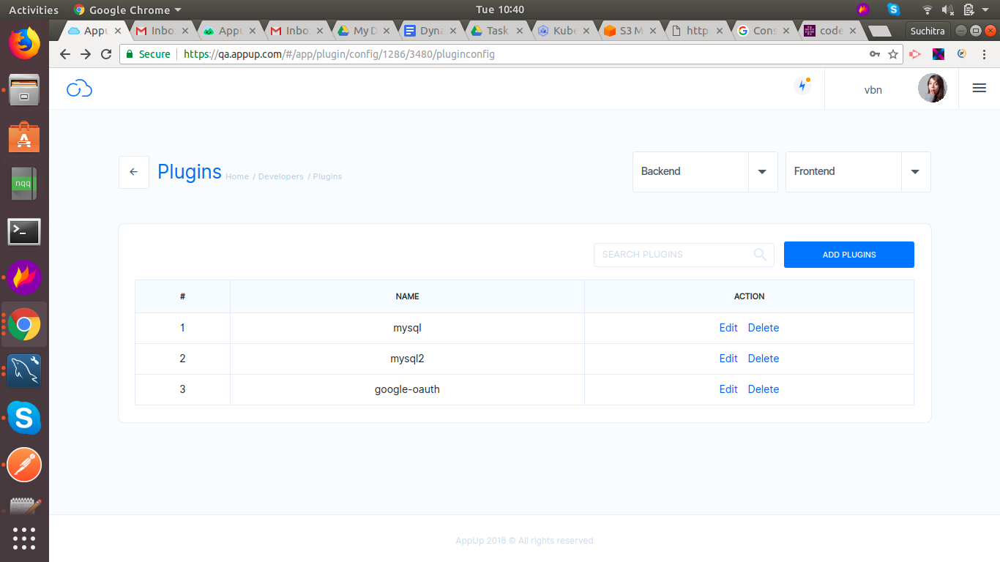 Activities Google Chrome Tue 10:40
Appu Inbo Appu Inbo My D Dyna Task Kube S3 M http Cons code Suchitra
Secure https://qa.appup.com/#/app/plugin/config/1286/3480/pluginconfig
vbn
Plugins Home / Developers / Plugins Backend Frontend
SEARCH PLUGINS ADD PLUGINS
# NAME ACTION
1 mysql Edit Delete
2 mysql2 Edit Delete
3 google-oauth Edit Delete
nqq
AppUp 2018 © All rights reserved